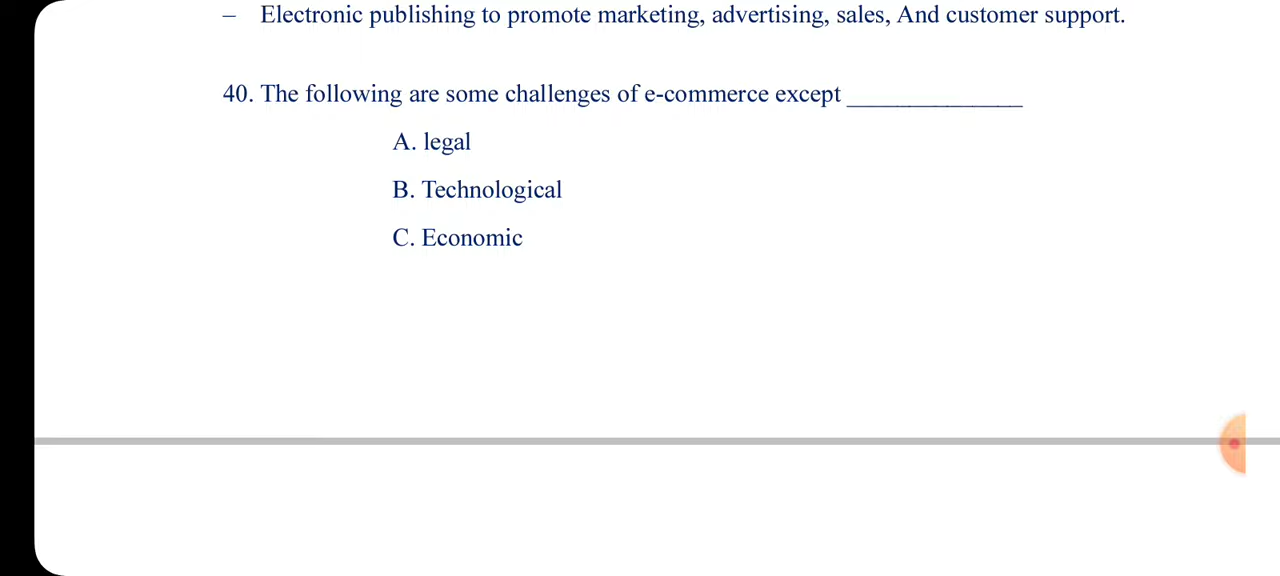 – Electronic publishing to promote marketing, advertising, sales, And customer support.
40. The following are some challenges of e-commerce except ______________
A. legal
B. Technological
C. Economic